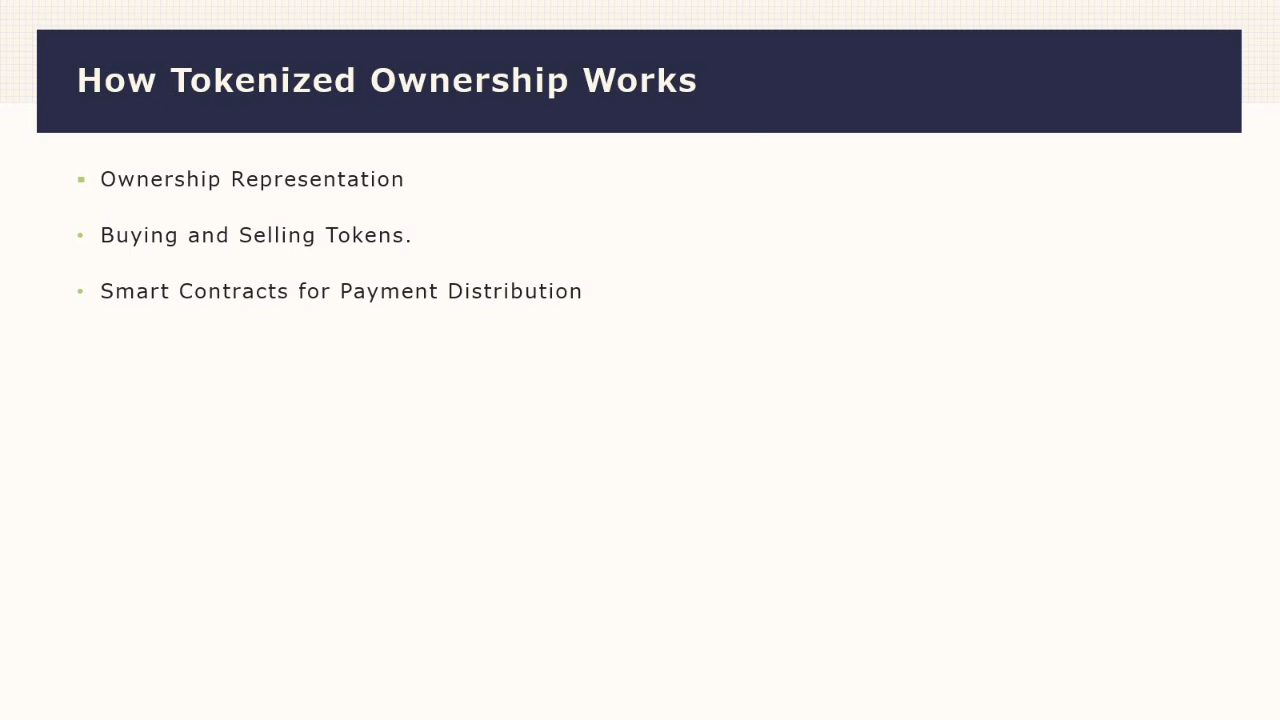 How Tokenized Ownership Works
Ownership Representation
Buying and Selling Tokens.
Smart Contracts for Payment Distribution